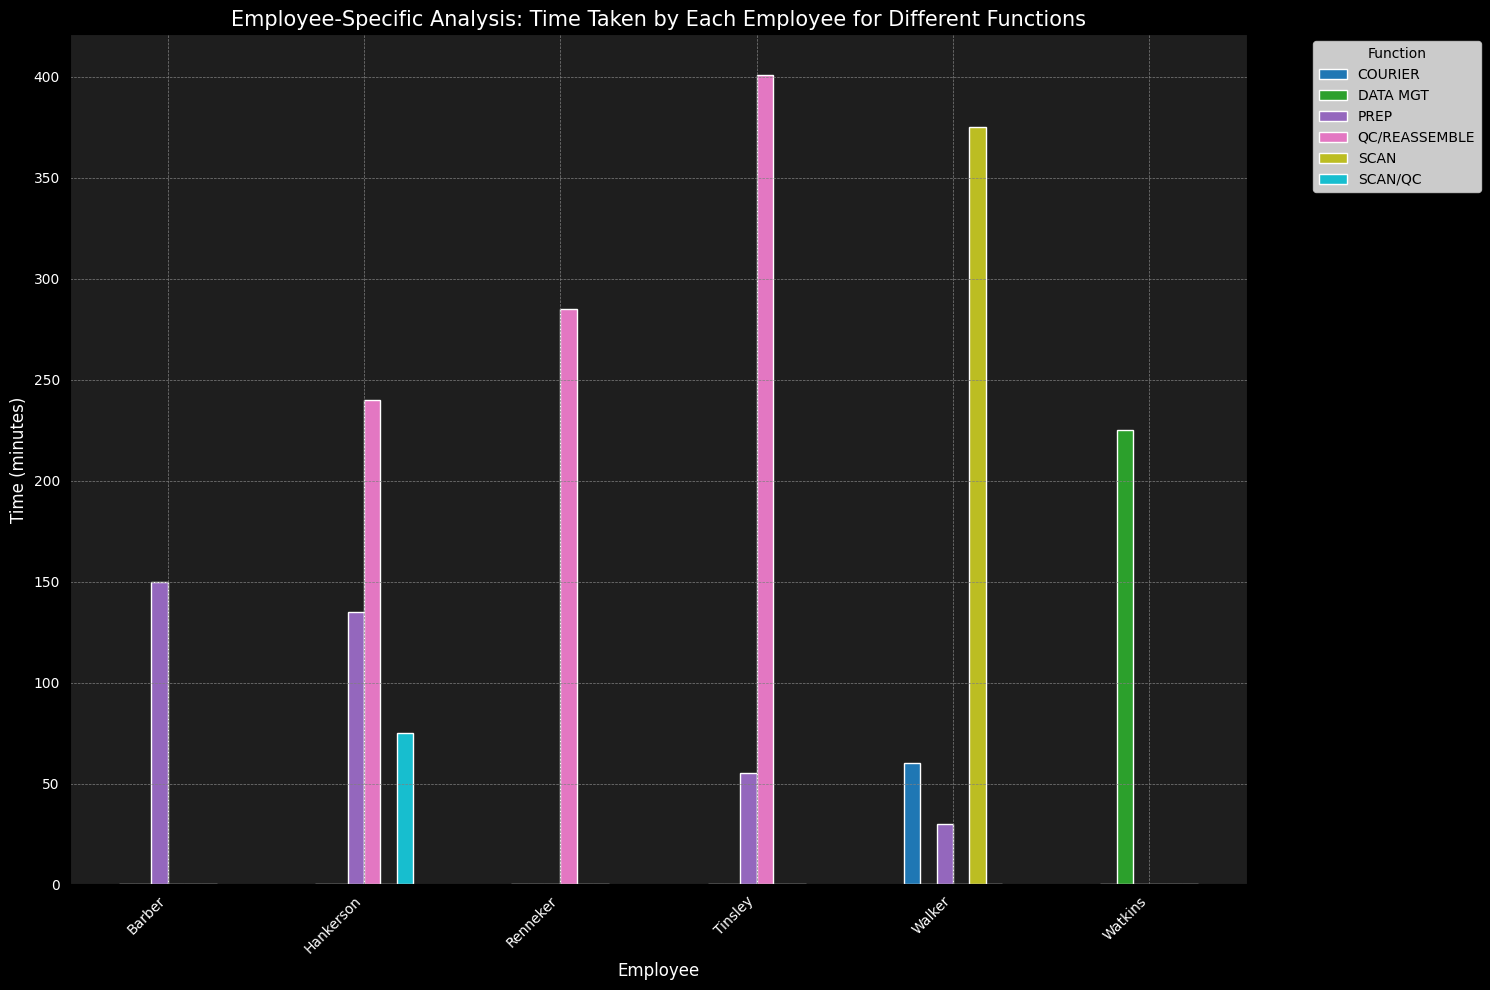 Employee-Specific Analysis: Time Taken by Each Employee for Different Functions
Function
COURIER
DATA MGT
PREP
QC/REASSEMBLE
SCAN
SCAN/QC
Time (minutes)
400
350
300
250
200
150
100
50
0
Barber
Hankerson
Renneker
Tinsley
Walker
Watkins
Employee